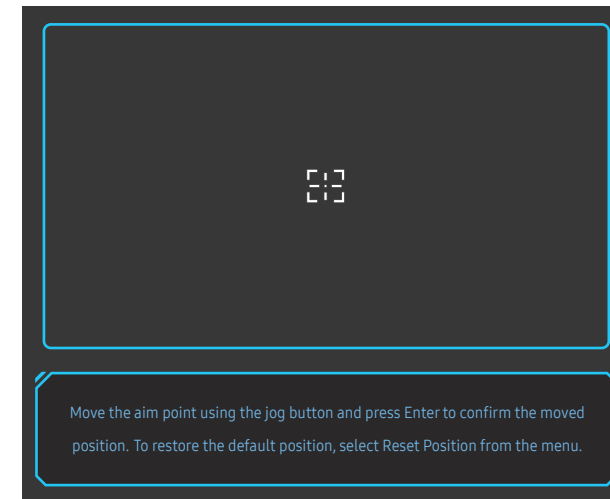 Move the aim point using the jog button and press Enter to confirm the moved
position. To restore the default position, select Reset Position from the menu.